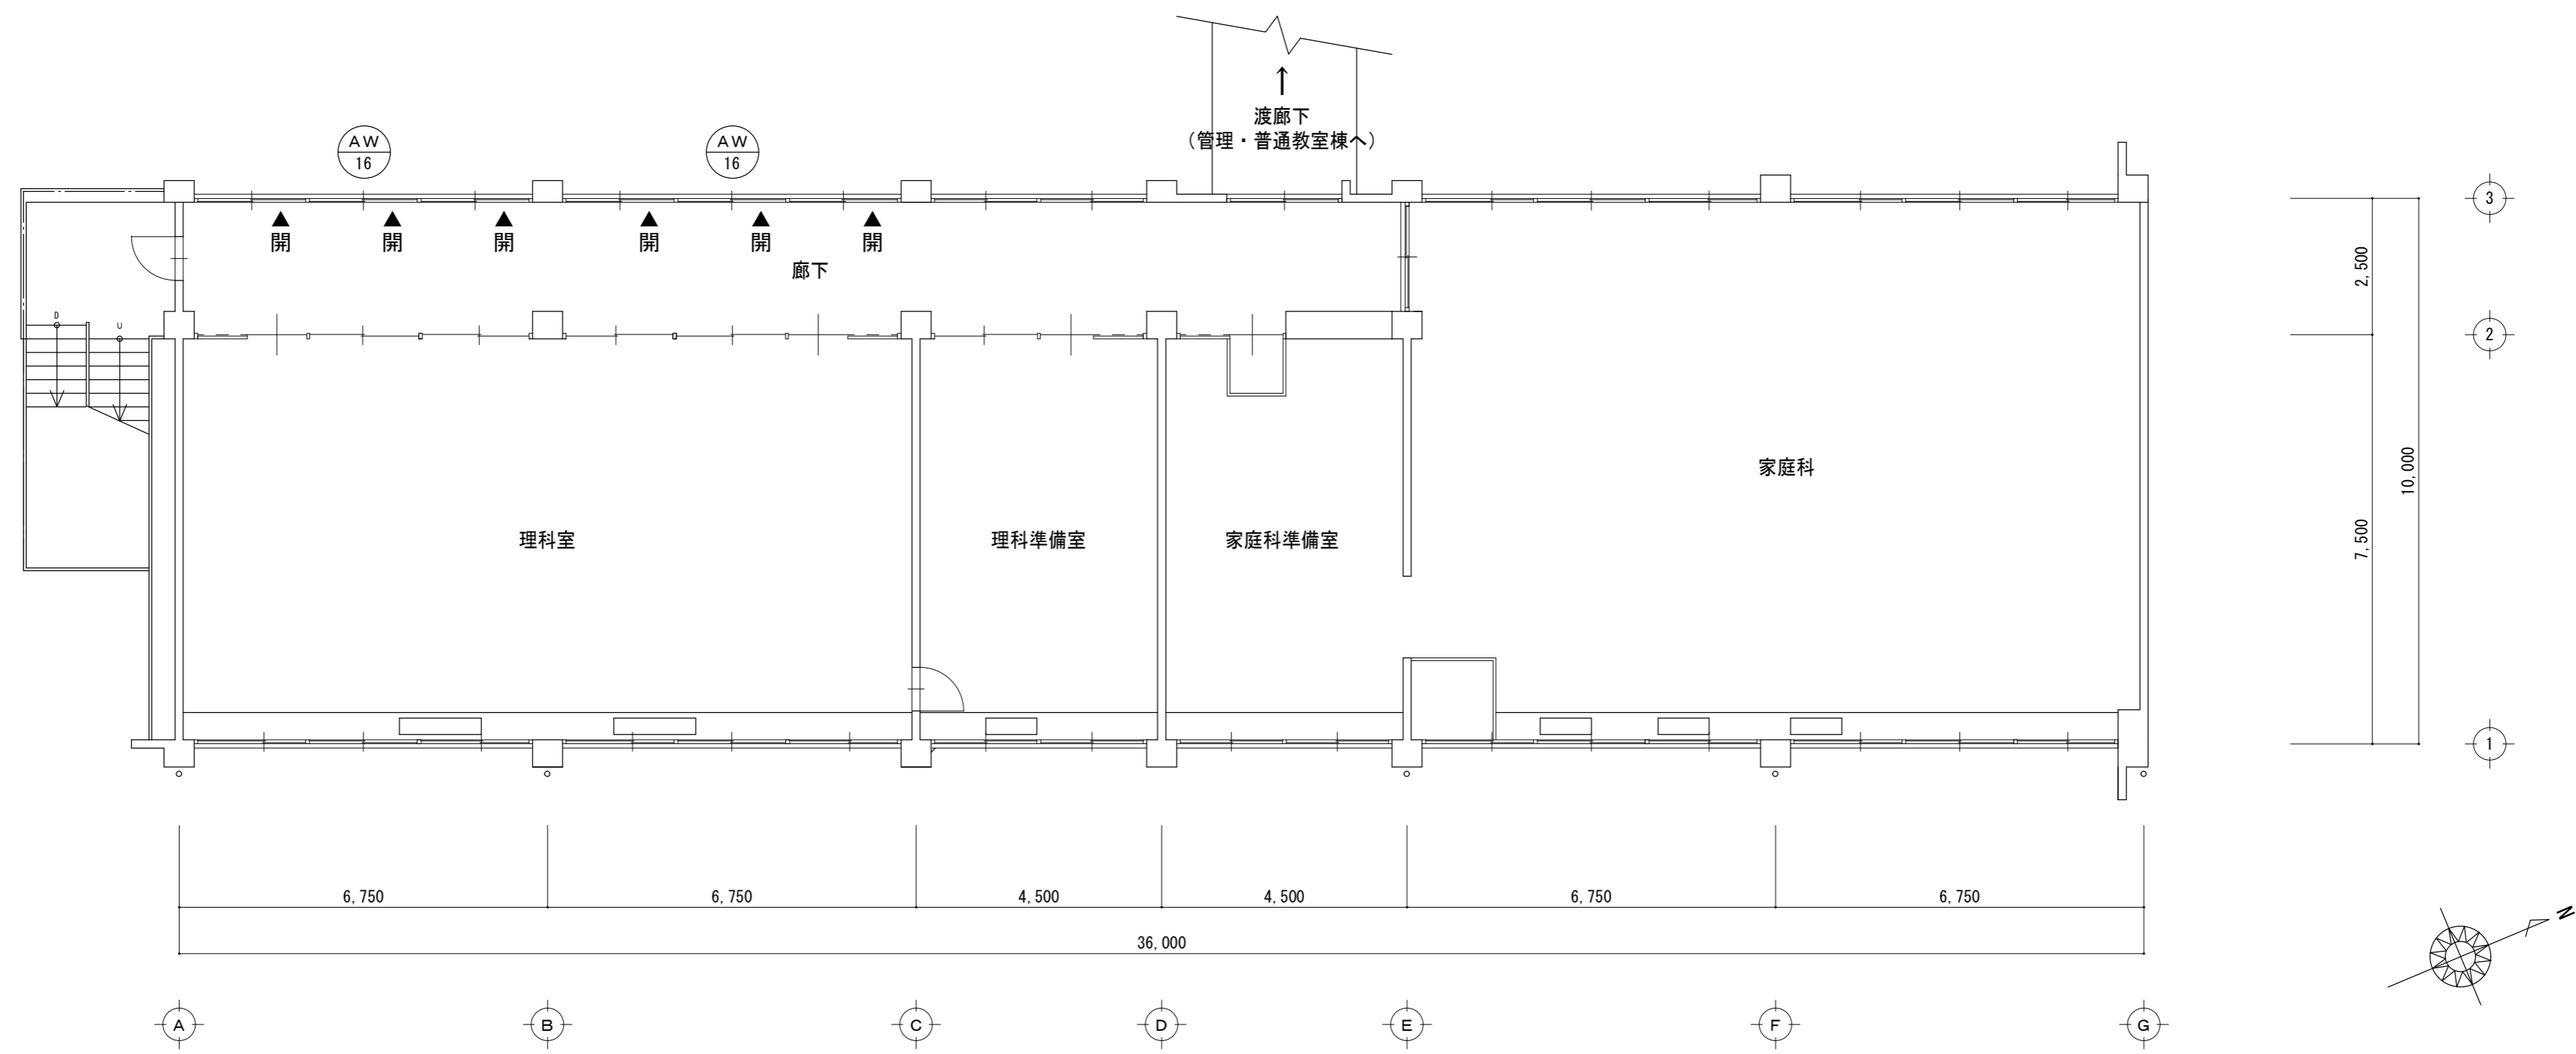 渡廊下
(管理・普通教室棟へ)
AW
16
AW
16
3
開
開
開
開
開
開
2,500
廊下
D
U
2
家庭科
10,000
理科室
理科準備室
家庭科準備室
7,500
1
6,750
6,750
4,500
4,500
6,750
6,750
N
36,000
A
B
C
D
E
F
G